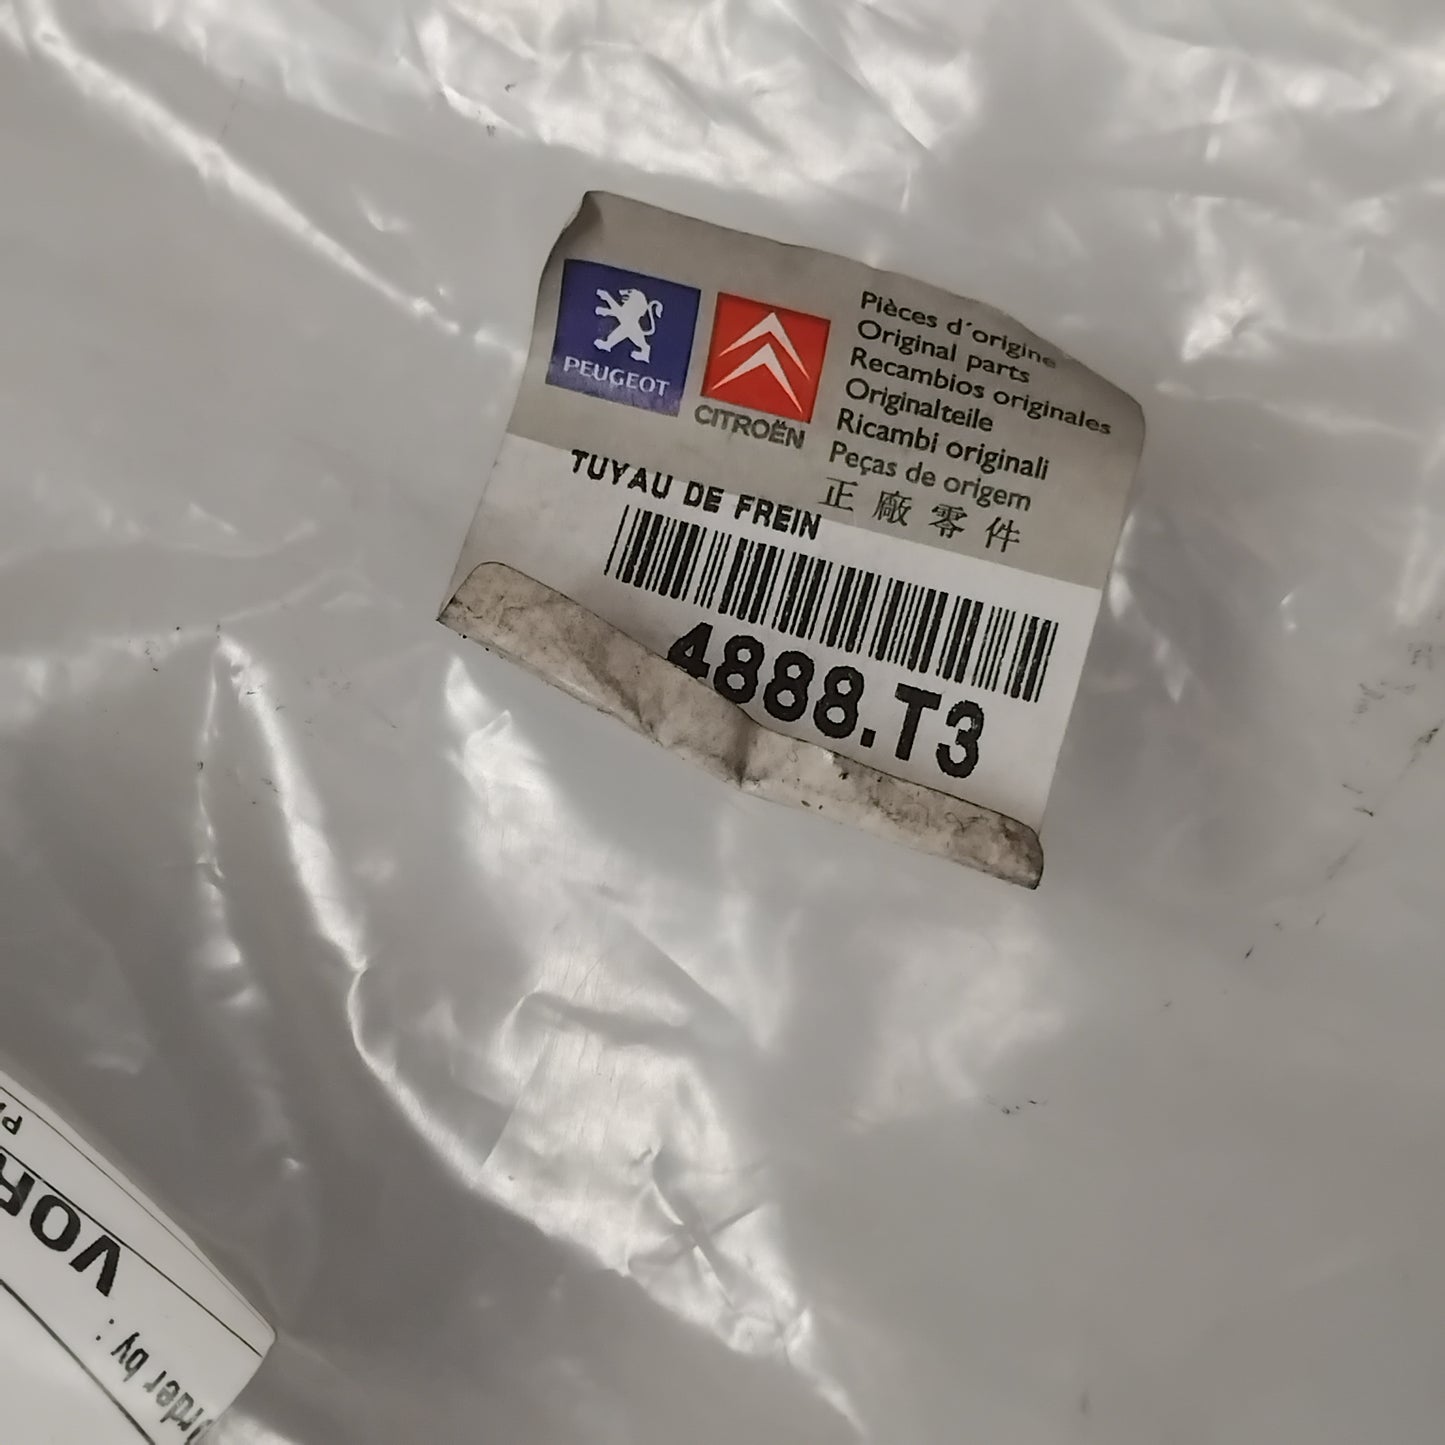 PEUGEOT
CITROËN
Pièces d'origine
Original parts
Recambios originales
Originalteile
Ricambi originali
Peças de origem
正廠零件
TUYAU DE FREIN
4888.T3
VOR
order by :